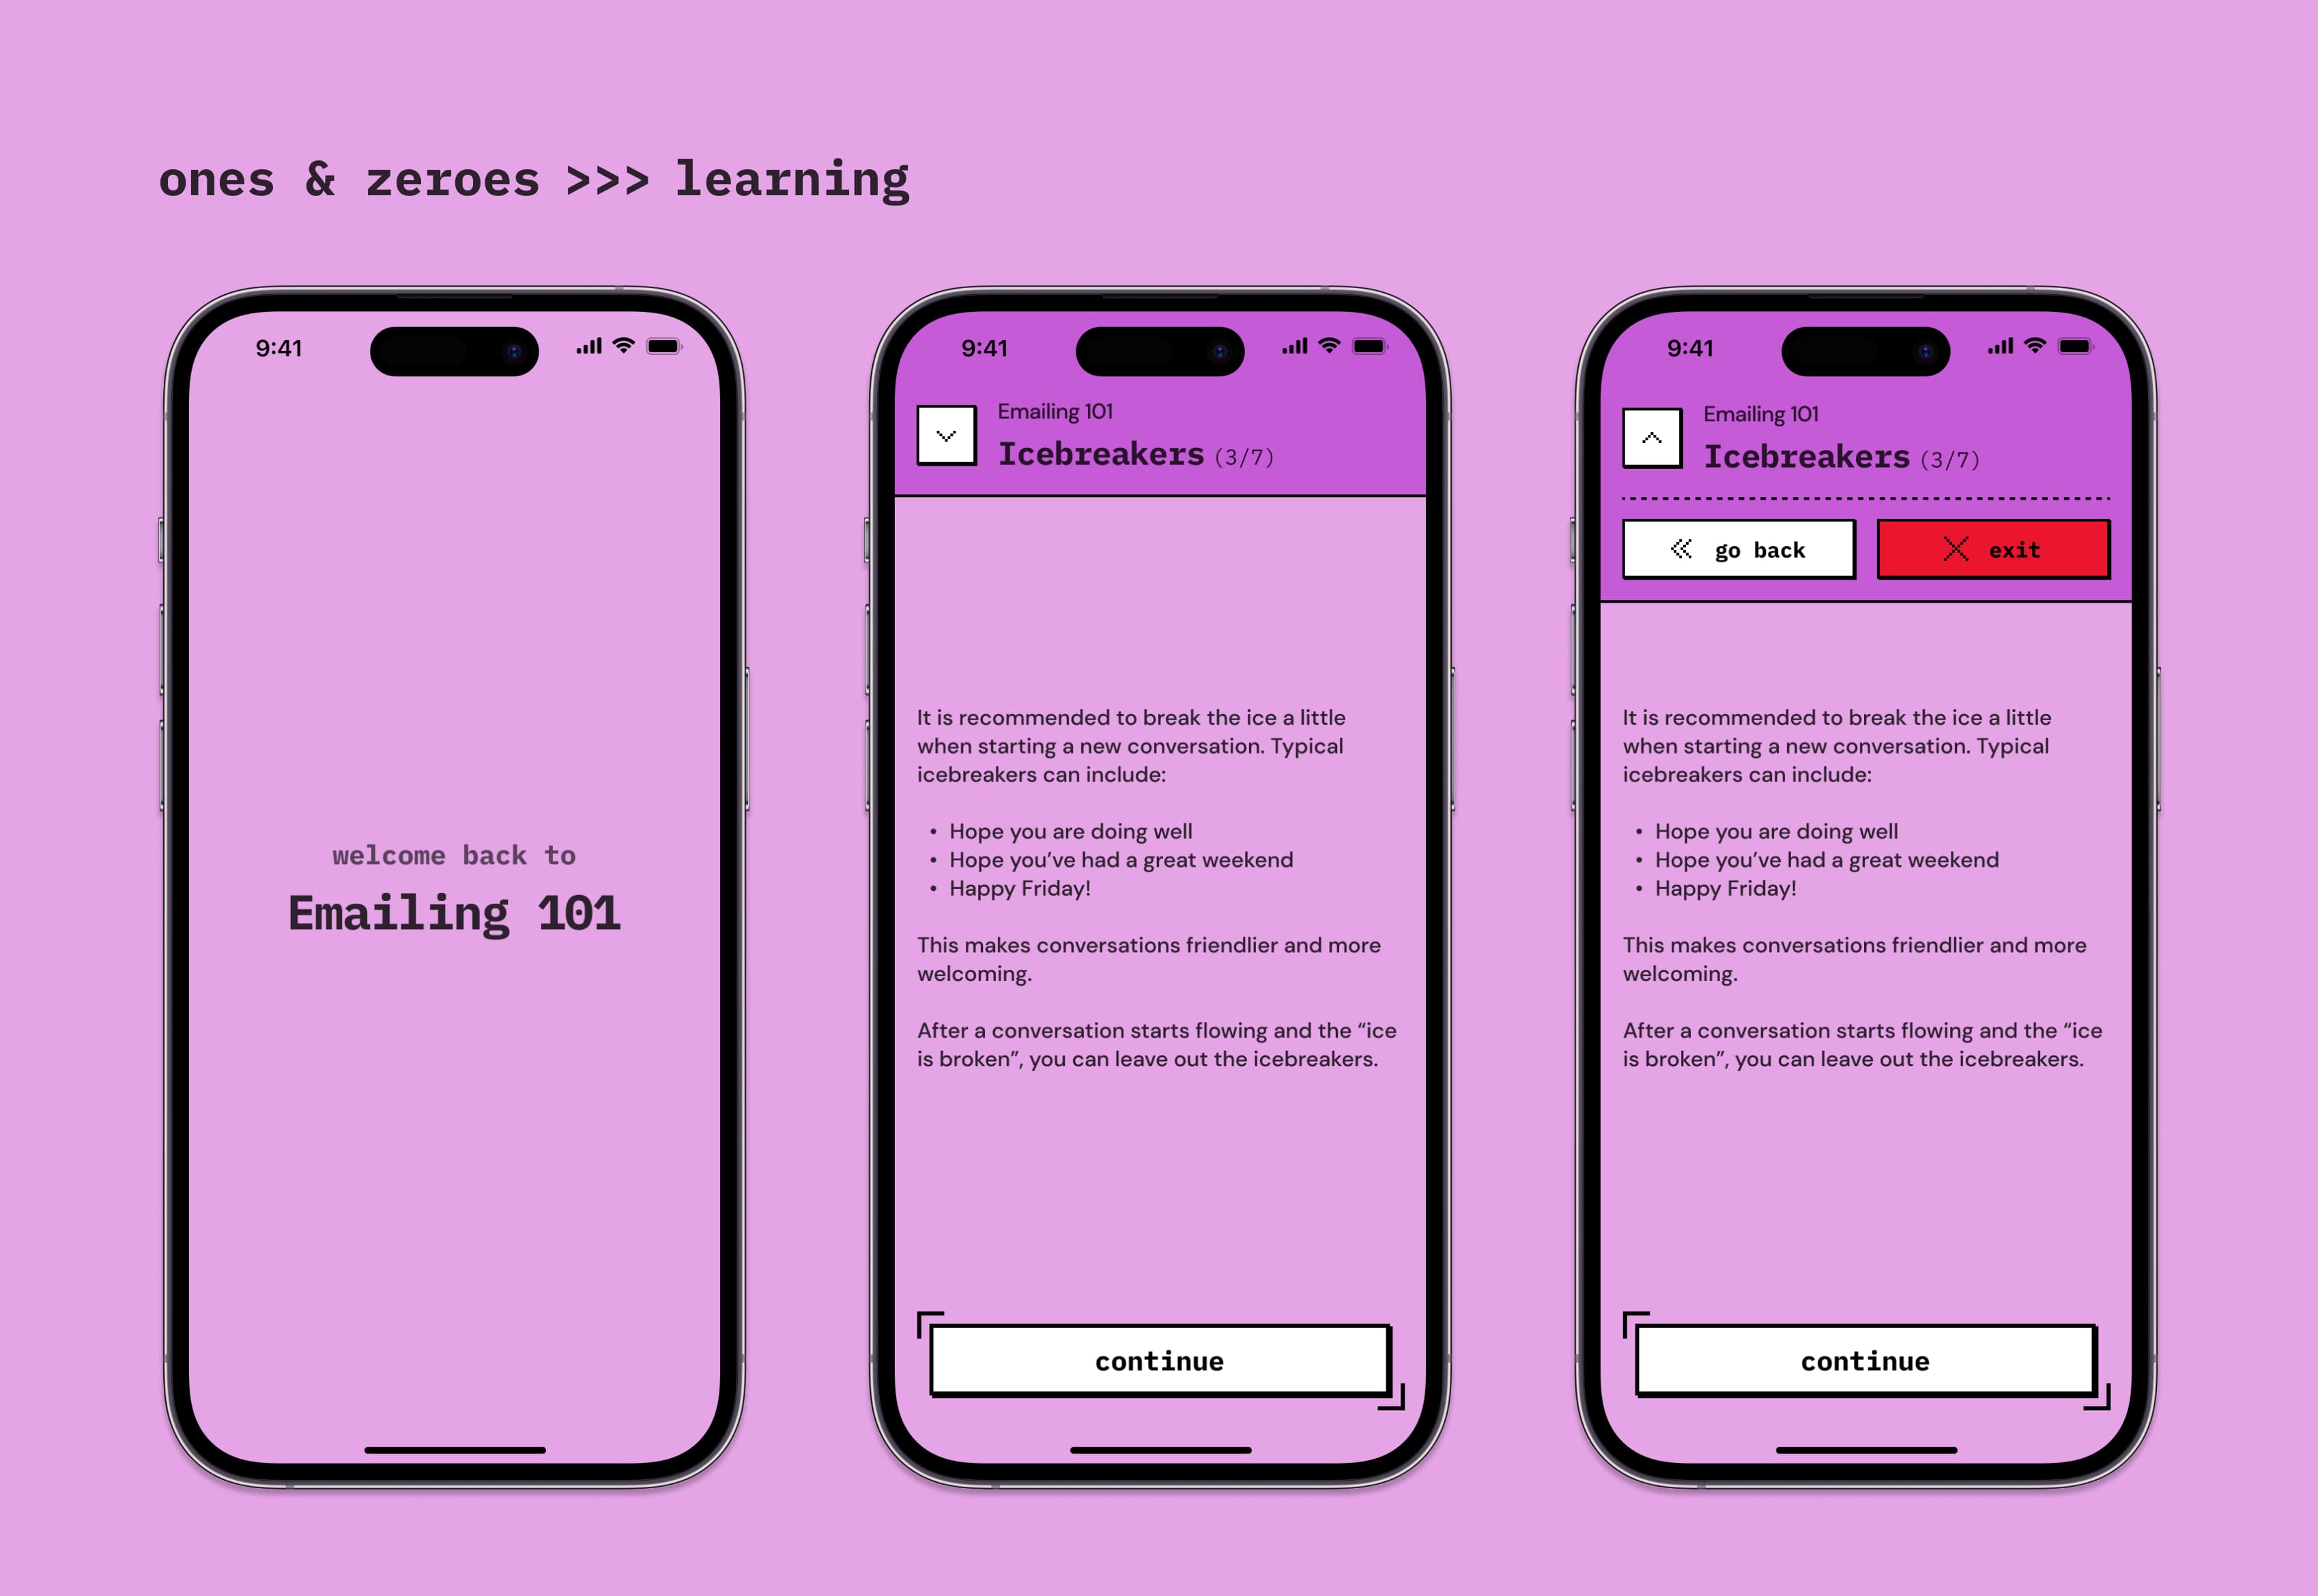 ones & zeroes >>> learning
9:41
welcome back to
Emailing 101
9:41
Emailing 101
Icebreakers (3/7)
It is recommended to break the ice a little
when starting a new conversation. Typical
icebreakers can include:
• Hope you are doing well
• Hope you’ve had a great weekend
• Happy Friday!
This makes conversations friendlier and more
welcoming.
After a conversation starts flowing and the “ice
is broken”, you can leave out the icebreakers.
continue
9:41
Emailing 101
Icebreakers (3/7)
go back
exit
It is recommended to break the ice a little
when starting a new conversation. Typical
icebreakers can include:
• Hope you are doing well
• Hope you’ve had a great weekend
• Happy Friday!
This makes conversations friendlier and more
welcoming.
After a conversation starts flowing and the “ice
is broken”, you can leave out the icebreakers.
continue